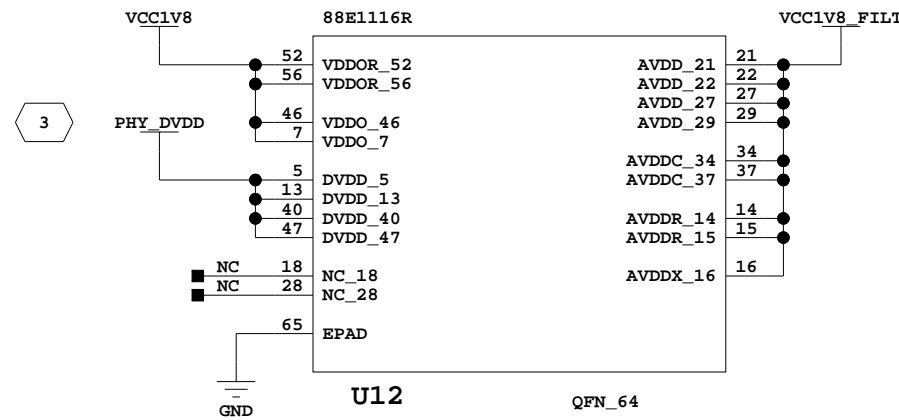 VCC1V8 88E1116R VCC1V8_FILT
52 VDDOR_52 AVDD_21 21
56 VDDOR_56 AVDD_22 22
AVDD_27 27
3 PHY_DVDD 46 VDDO_46 AVDD_29 29
7 VDDO_7
AVDDC_34 34
5 DVDD_5 AVDDC_37 37
13 DVDD_13
40 DVDD_40 AVDDR_14 14
47 DVDD_47 AVDDR_15 15
NC 18 NC_18 AVDDX_16 16
NC 28 NC_28
65 EPAD
GND U12 QFN_64